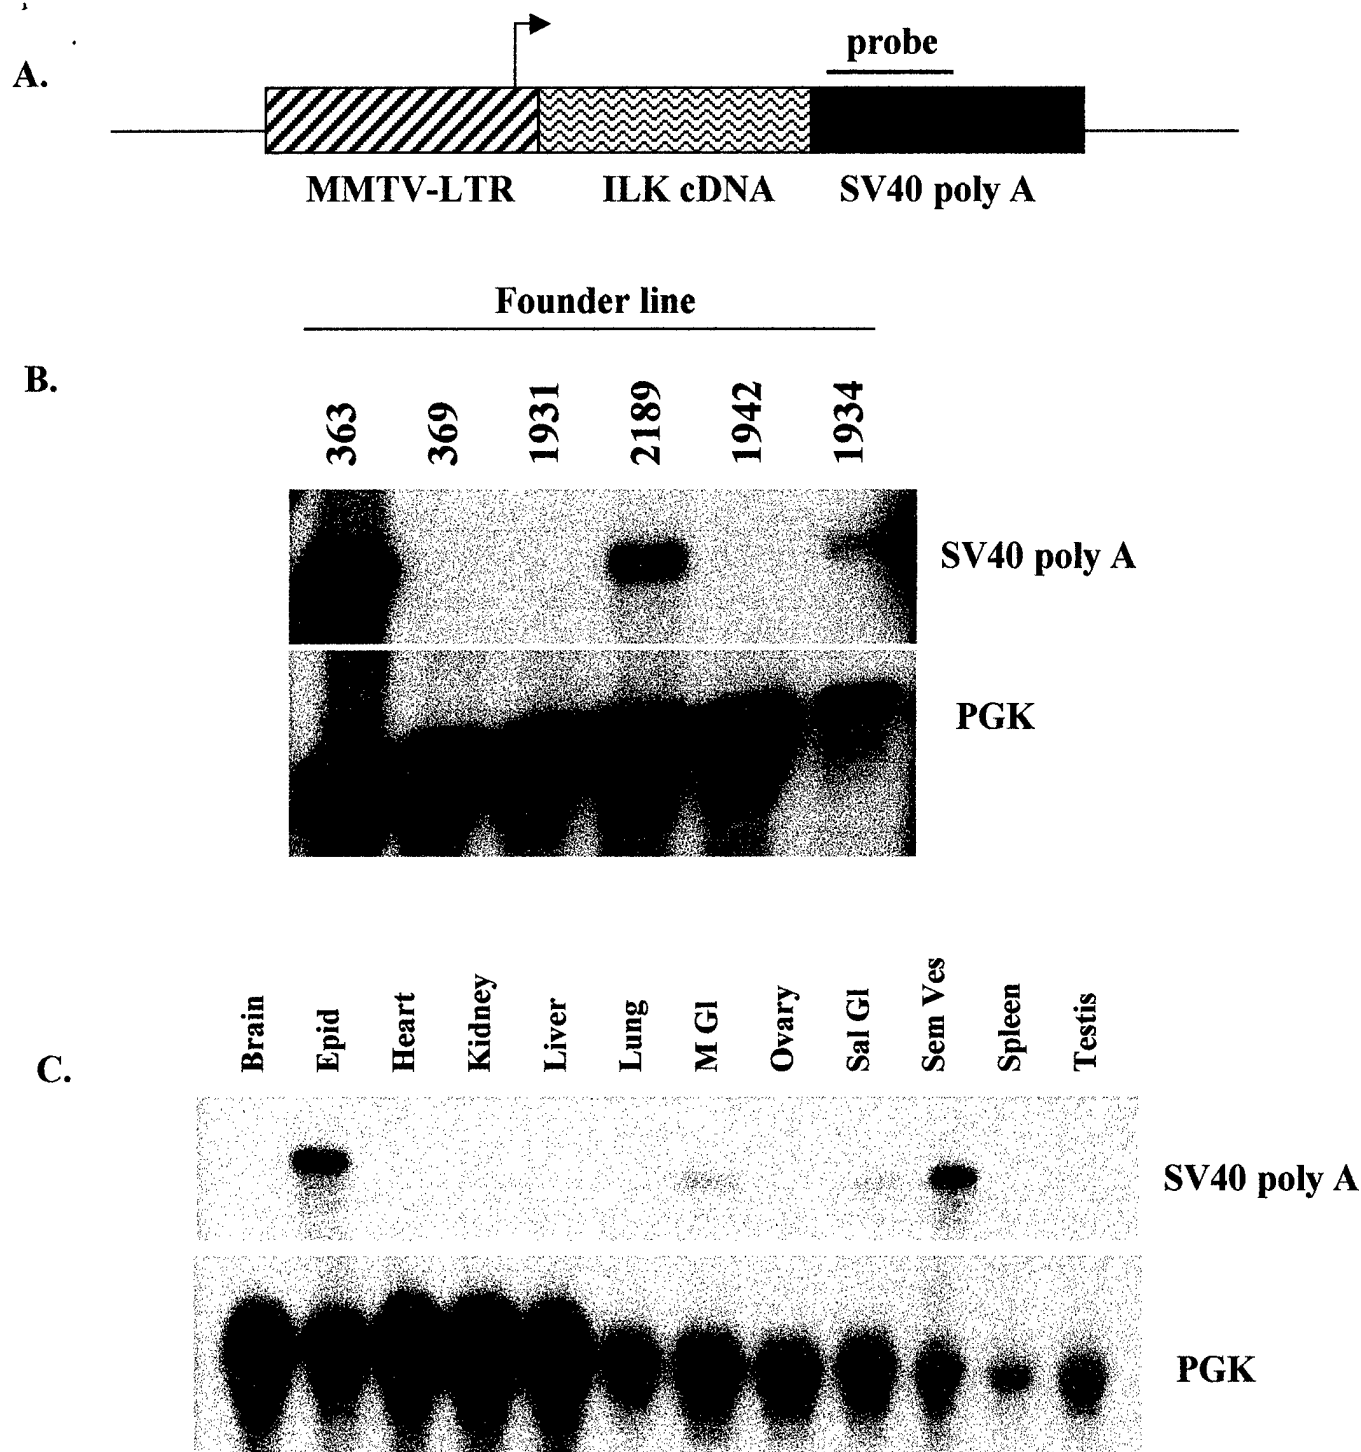 probe
A.
MMTV-LTR ILK cDNA SV40 poly A
Founder line
B.
363 369 1931 2189 1942 1934
SV40 poly A
PGK
Brain Epid Heart Kidney Liver Lung M Gl Ovary Sal Gl Sem Ves Spleen Testis
C.
SV40 poly A
PGK